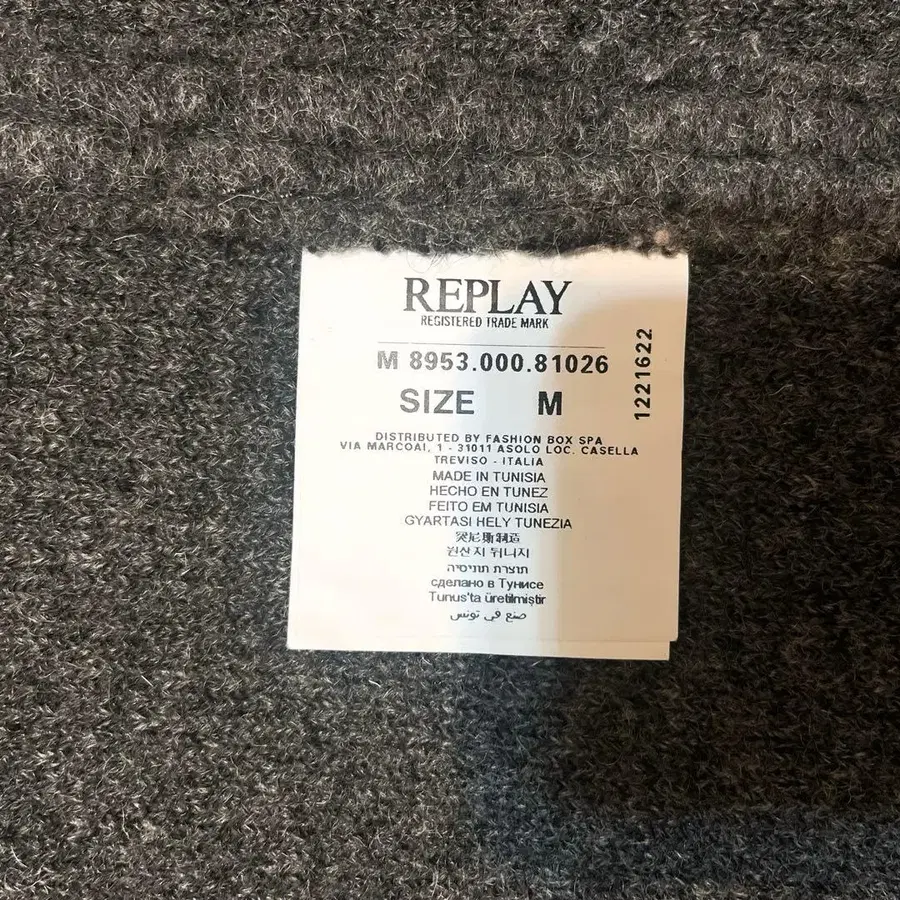 REPLAY
REGISTERED TRADE MARK
M 8953.000.81026
1221622
SIZE M
DISTRIBUTED BY FASHION BOX SPA
VIA MARCOAI, 1 - 31011 ASOLO LOC. CASELLA
TREVISO - ITALIA
MADE IN TUNISIA
HECHO EN TUNEZ
FEITO EM TUNISIA
GYARTASI HELY TUNEZIA
突尼斯制造
원산지 튀니지
תוצרת תוניסיה
сделано в Тунисе
Tunus'ta üretilmiştir
صنع في تونس